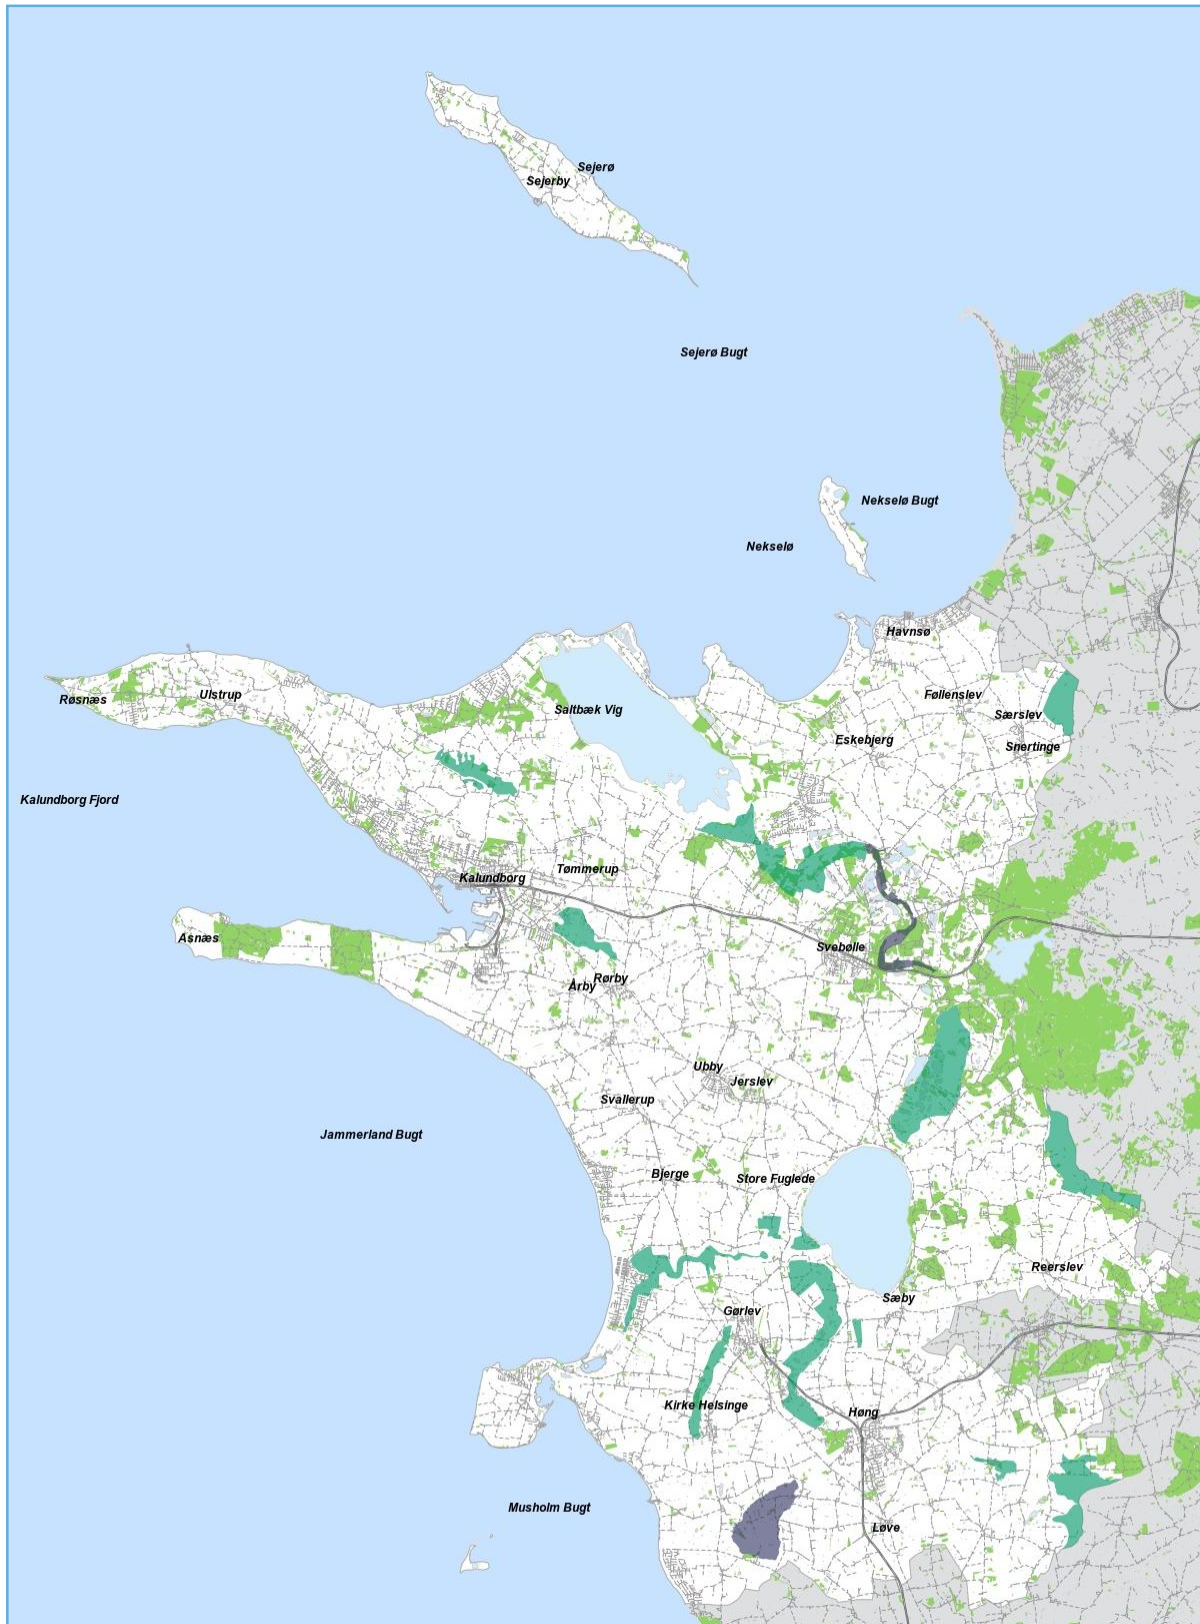 Sejerø
Sejerby
Sejerø Bugt
Nekselø Bugt
Nekselø
Havnsø
Røsnæs
Ulstrup
Saltbæk Vig
Føllenslev
Særslev
Eskebjerg
Snertinge
Kalundborg Fjord
Tømmerup
Kalundborg
Asnæs
Svebølle
Rørby
Årby
Ubby
Jerslev
Svallerup
Jammerland Bugt
Bjerge
Store Fuglede
Reerslev
Sæby
Gørlev
Kirke Helsinge
Høng
Musholm Bugt
Løve